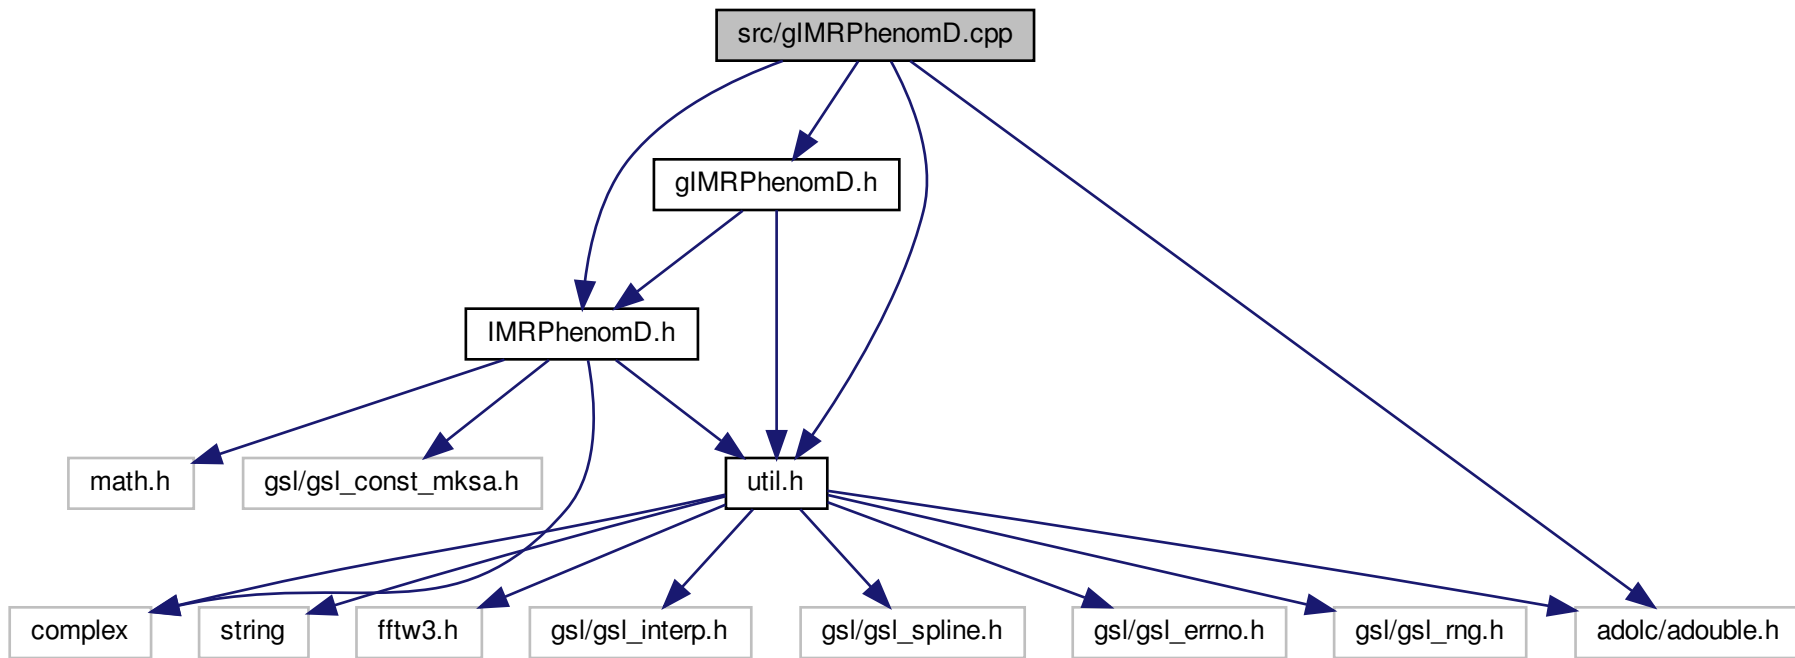 src/gIMRPhenomD.cpp
gIMRPhenomD.h
IMRPhenomD.h
math.h
gsl/gsl_const_mksa.h
util.h
complex
string
fftw3.h
gsl/gsl_interp.h
gsl/gsl_spline.h
gsl/gsl_errno.h
gsl/gsl_rng.h
adolc/adouble.h